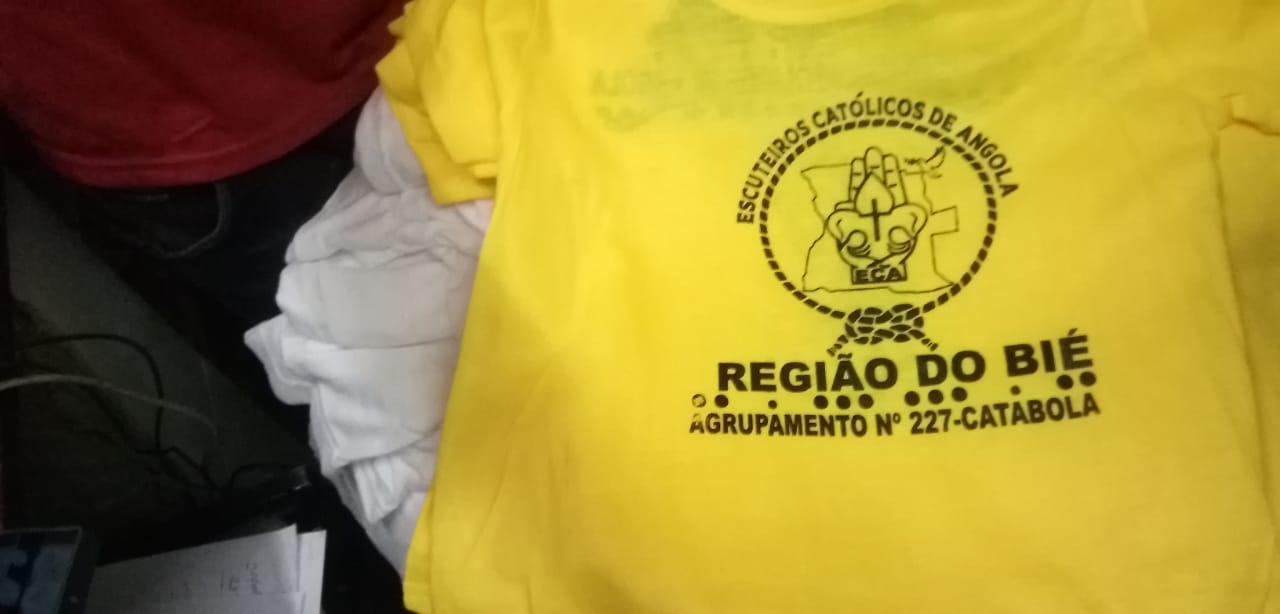 ESCUTEIROS CATÓLICOS DE ANGOLA
ECA
REGIÃO DO BIÉ
AGRUPAMENTO Nº 227-CATABOLA